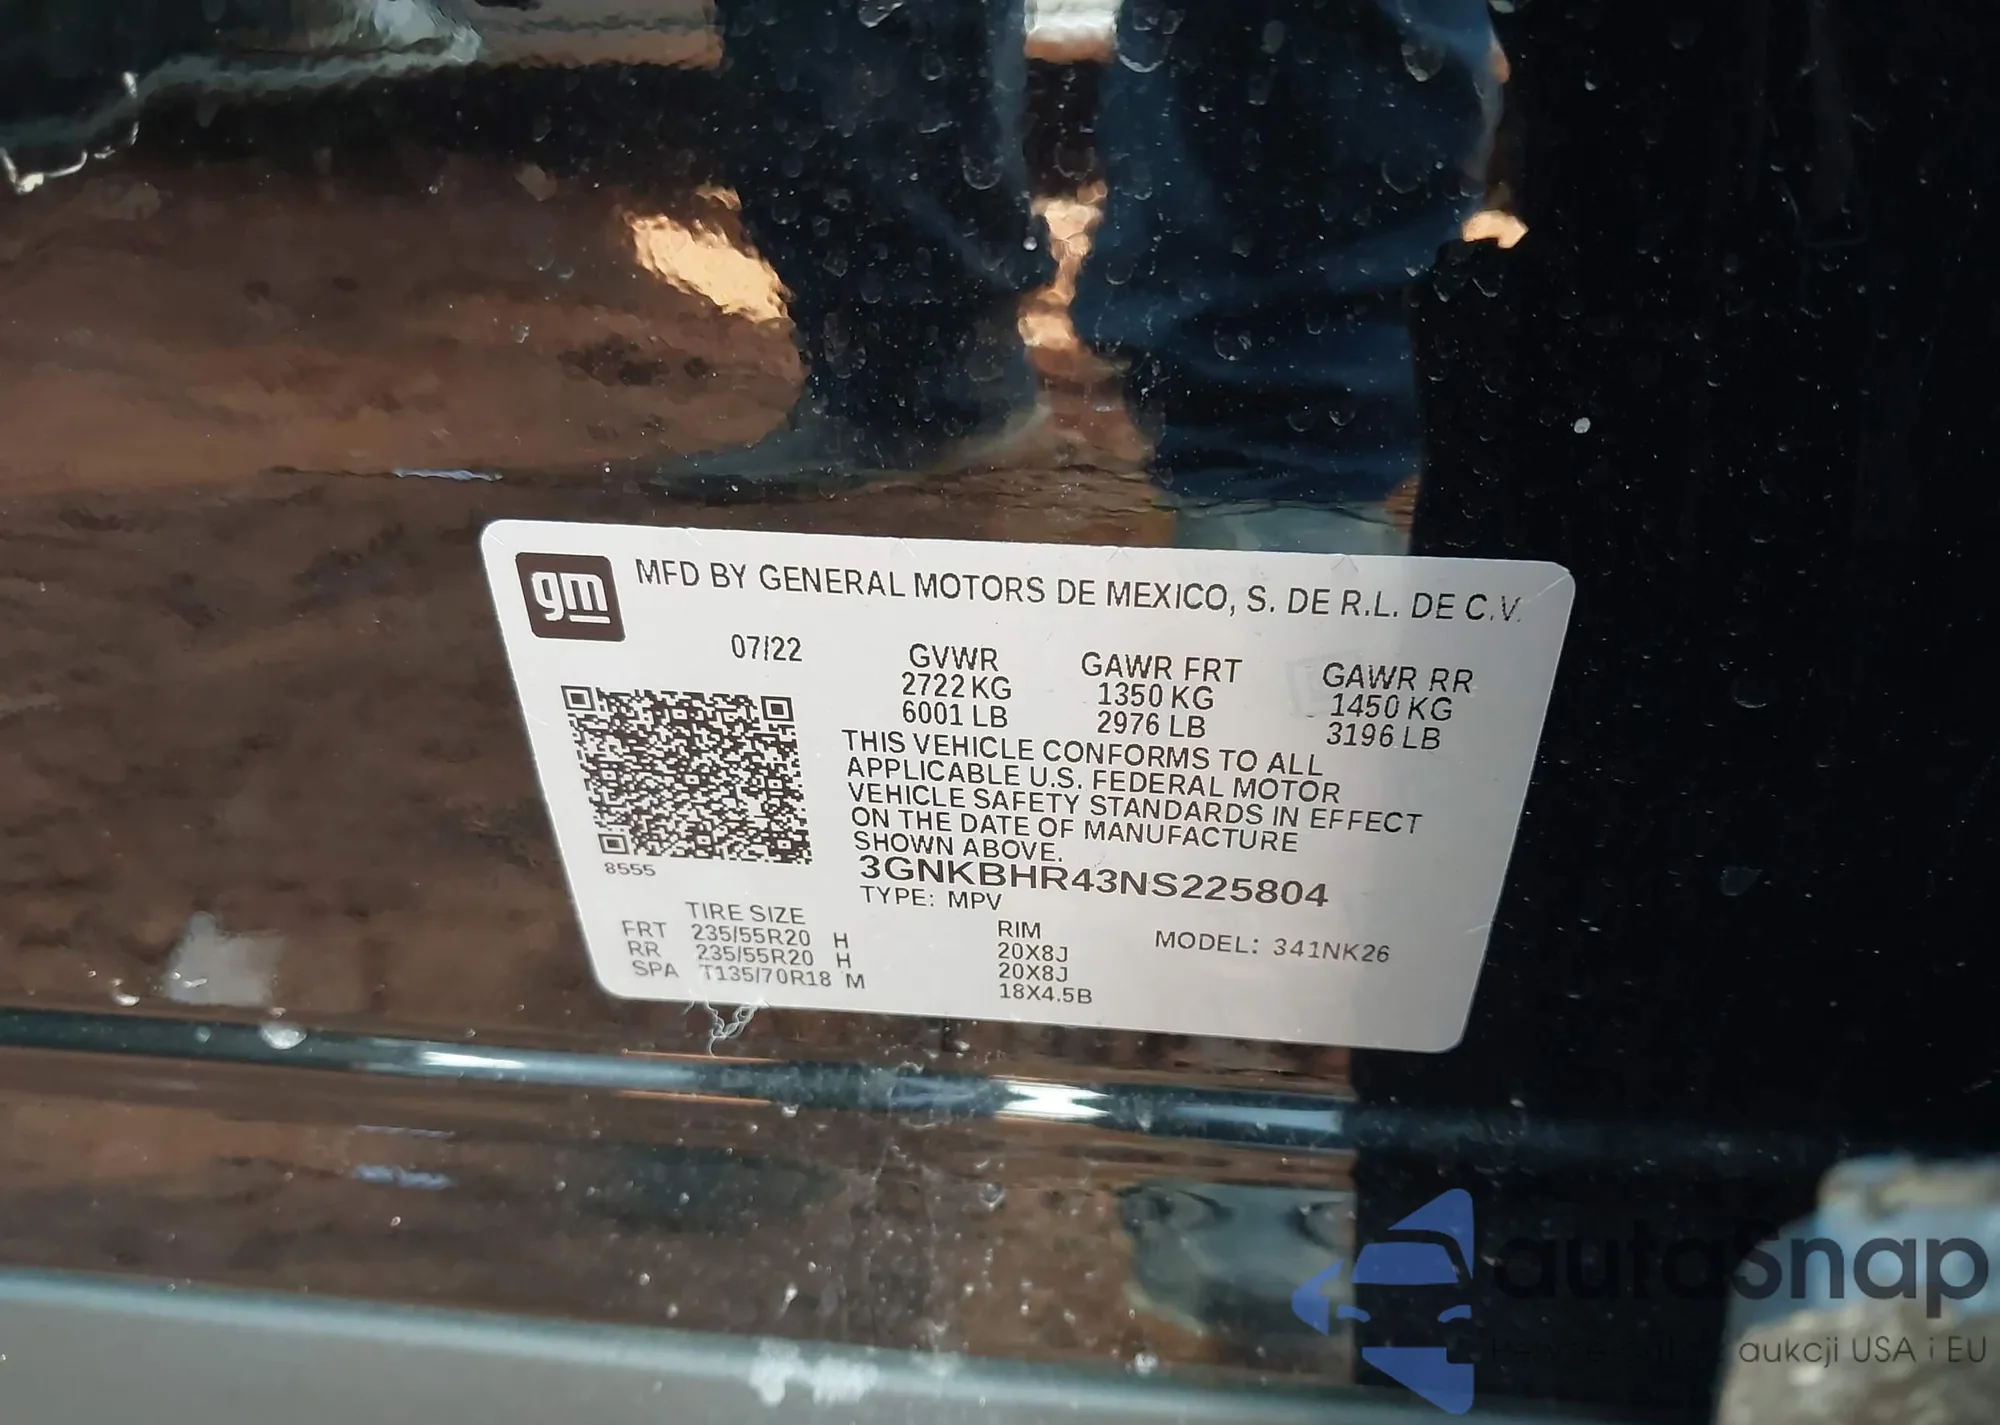 gm MFD BY GENERAL MOTORS DE MEXICO, S. DE R.L. DE C.V.
07/22
GVWR GAWR FRT GAWR RR
2722 KG 1350 KG 1450 KG
6001 LB 2976 LB 3196 LB
THIS VEHICLE CONFORMS TO ALL
APPLICABLE U.S. FEDERAL MOTOR
VEHICLE SAFETY STANDARDS IN EFFECT
ON THE DATE OF MANUFACTURE
SHOWN ABOVE.
8555
3GNKBHR43NS225804
TYPE: MPV
TIRE SIZE RIM MODEL: 341NK26
FRT 235/55R20 H 20X8J
RR 235/55R20 H 20X8J
SPA T135/70R18 M 18X4.5B
autaSnap
aukcji USA i EU